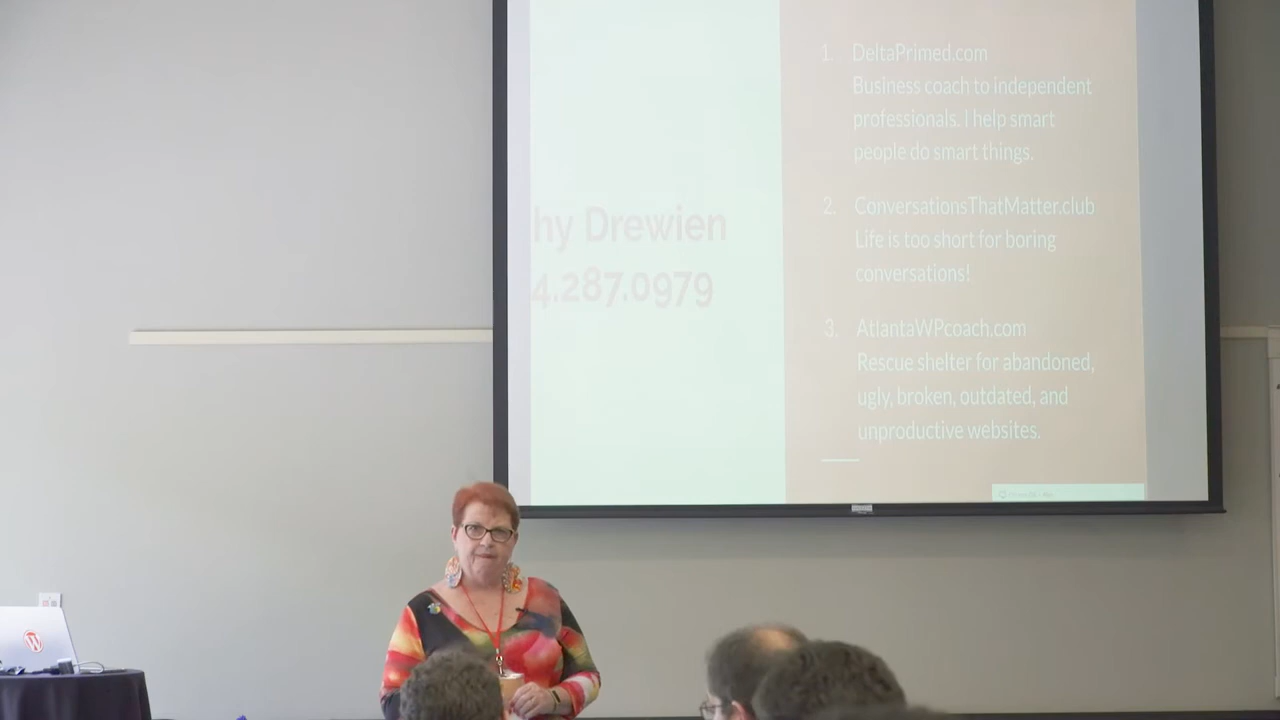 hy Drewien
4.287.0979
1. DeltaPrimed.com
Business coach to independent
professionals. I help smart
people do smart things.
2. ConversationsThatMatter.club
Life is too short for boring
conversations!
3. AtlantaWPcoach.com
Rescue shelter for abandoned,
ugly, broken, outdated, and
unproductive websites.